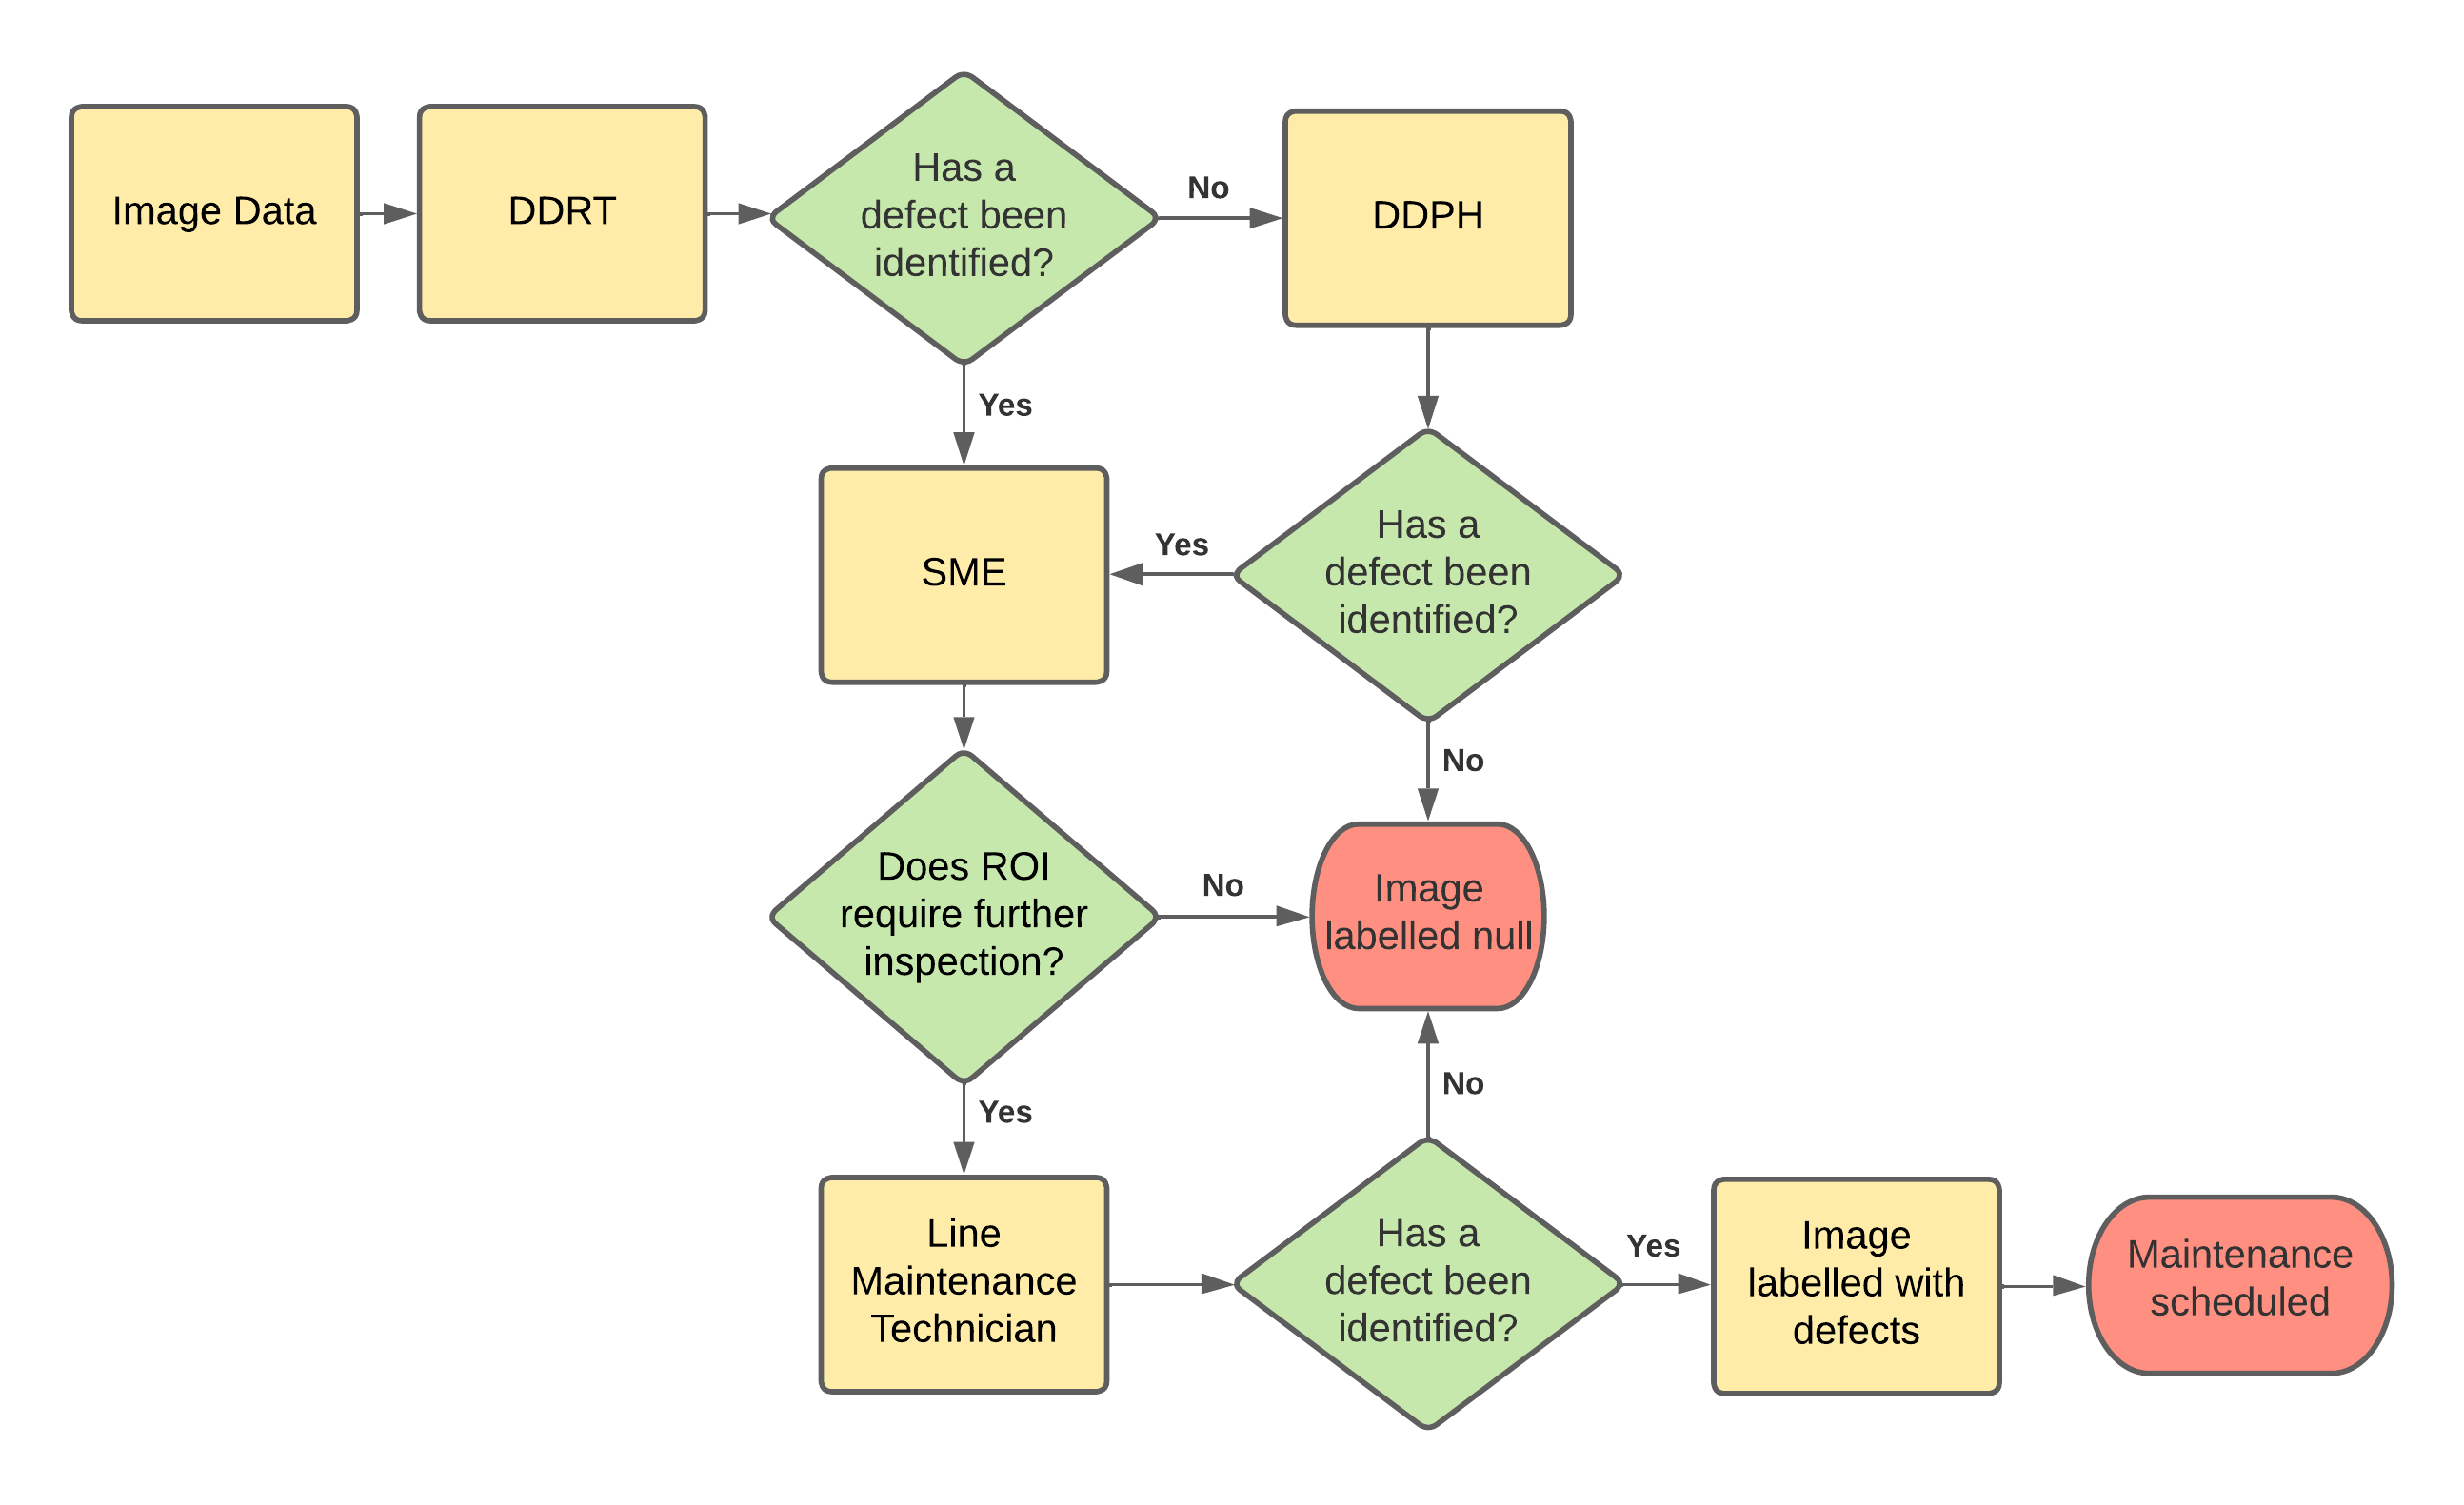 Image Data
DDRT
Has a
defect been
identified?
No
DDPH
Yes
SME
Yes
Has a
defect been
identified?
No
Does ROI
require further
inspection?
No
Image
labelled null
Yes
No
Line
Maintenance
Technician
Has a
defect been
identified?
Yes
Image
labelled with
defects
Maintenance
scheduled